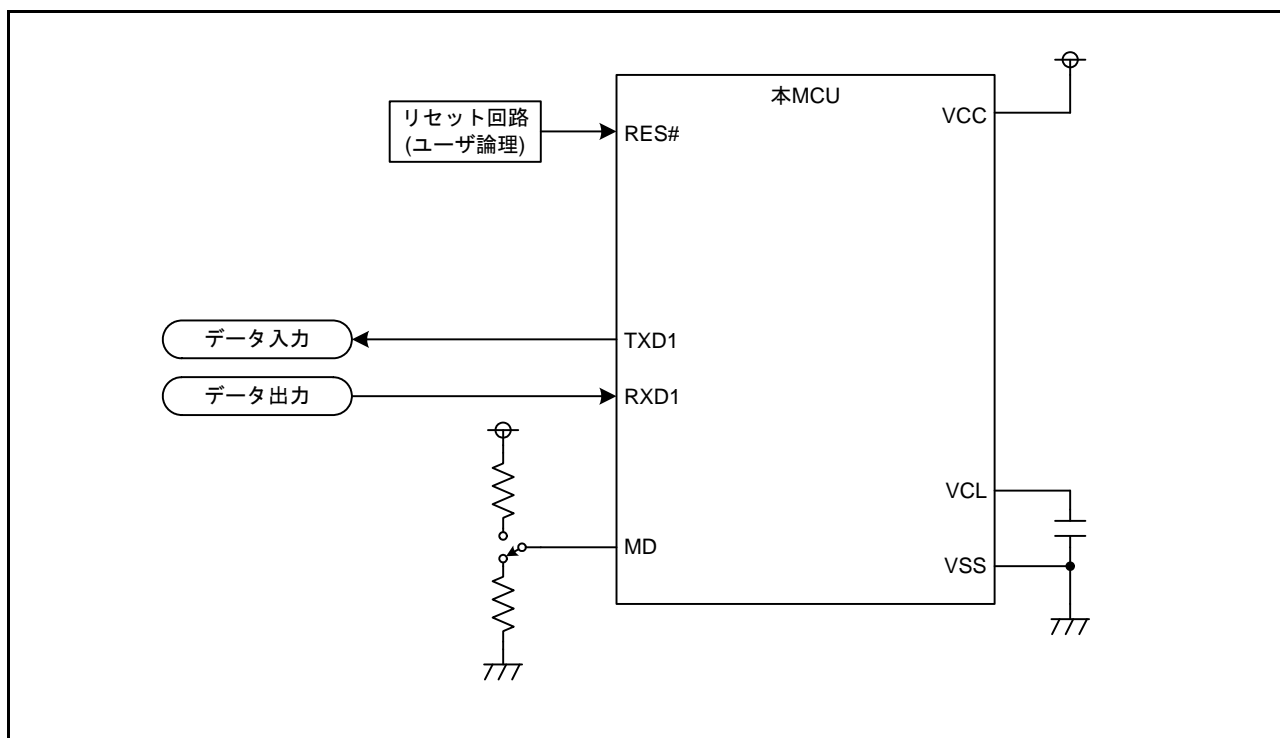 本MCU
VCC
リセット回路
(ユーザ論理)
RES#
データ入力
TXD1
データ出力
RXD1
VCL
MD
VSS